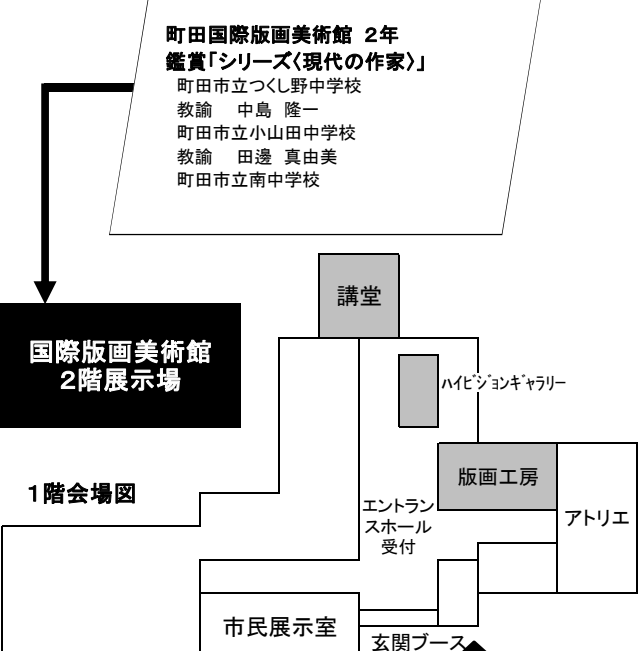 町田国際版画美術館 2年
鑑賞「シリーズ〈現代の作家〉」
町田市立つくし野中学校
教諭 中島 隆一
町田市立小山田中学校
教諭 田邊 真由美
町田市立南中学校
講堂
国際版画美術館
2階展示場
ハイビジョンギャラリー
版画工房
1階会場図
エントラン
スホール
受付
アトリエ
市民展示室
玄関ブース